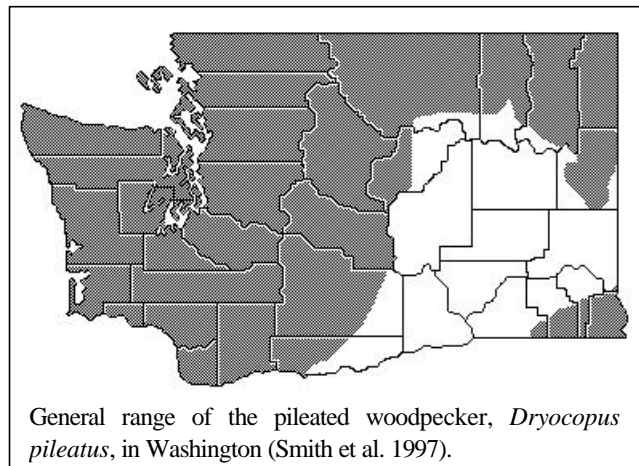 General range of the pileated woodpecker, Dryocopus
pileatus, in Washington (Smith et al. 1997).